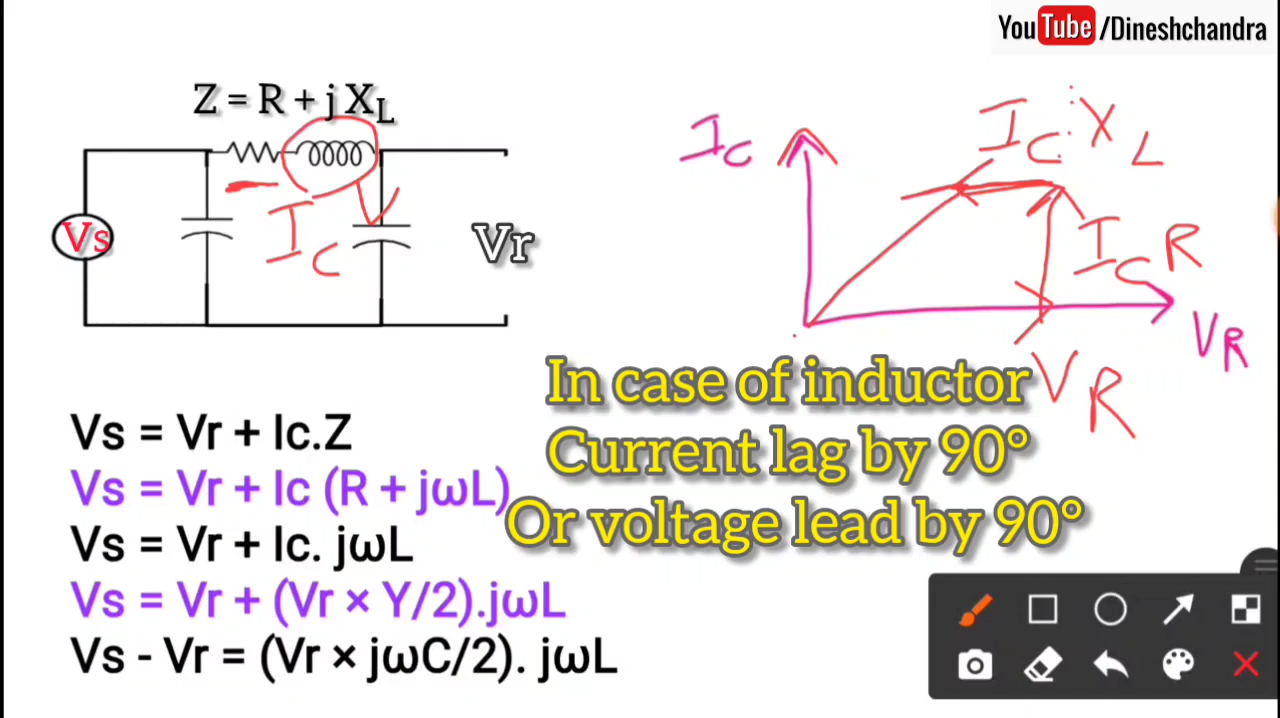 YouTube /Dineshchandra
Z = R + j XL
Vs
IC
Vr
IC
IC XL
IC R
VR
VR
In case of inductor
Current lag by 90°
Or voltage lead by 90°
Vs = Vr + Ic.Z
Vs = Vr + Ic (R + jωL)
Vs = Vr + Ic. jωL
Vs = Vr + (Vr × Y/2).jωL
Vs - Vr = (Vr × jωC/2). jωL